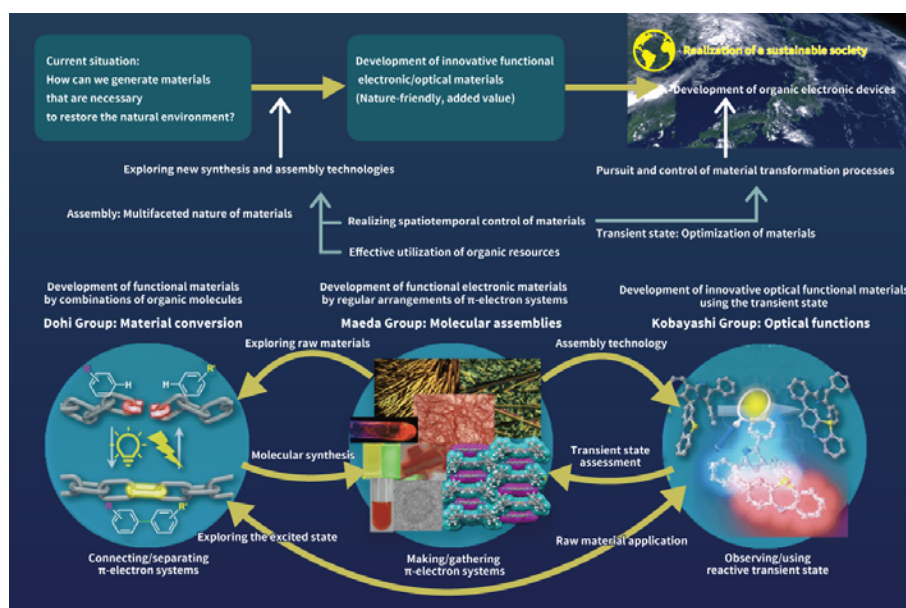 Current situation:
How can we generate materials
that are necessary
to restore the natural environment?
Development of innovative functional
electronic/optical materials
(Nature-friendly, added value)
Realization of a sustainable society
Development of organic electronic devices
Exploring new synthesis and assembly technologies
Pursuit and control of material transformation processes
Assembly: Multifaceted nature of materials
Realizing spatiotemporal control of materials
Transient state: Optimization of materials
Effective utilization of organic resources
Development of functional materials
by combinations of organic molecules
Dohi Group: Material conversion
Development of functional electronic materials
by regular arrangements of π-electron systems
Maeda Group: Molecular assemblies
Development of innovative optical functional materials
using the transient state
Kobayashi Group: Optical functions
Exploring raw materials
Assembly technology
H
H
R'
Molecular synthesis
Transient state
assessment
R'
Exploring the excited state
Raw material application
Connecting/separating
π-electron systems
Making/gathering
π-electron systems
Observing/using
reactive transient state